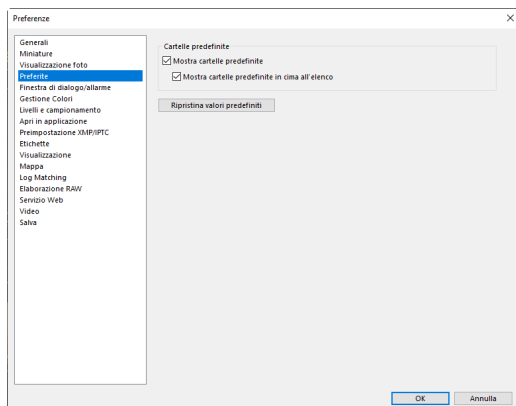 Preferenze
Generali
Miniature
Visualizzazione foto
Preferite
Finestra di dialogo/allarme
Gestione Colori
Livelli e campionamento
Apri in applicazione
Preimpostazione XMP/IPTC
Etichette
Visualizzazione
Mappa
Log Matching
Elaborazione RAW
Servizio Web
Video
Salva
Cartelle predefinite
Mostra cartelle predefinite
Mostra cartelle predefinite in cima all'elenco
Ripristina valori predefiniti
OK
Annulla